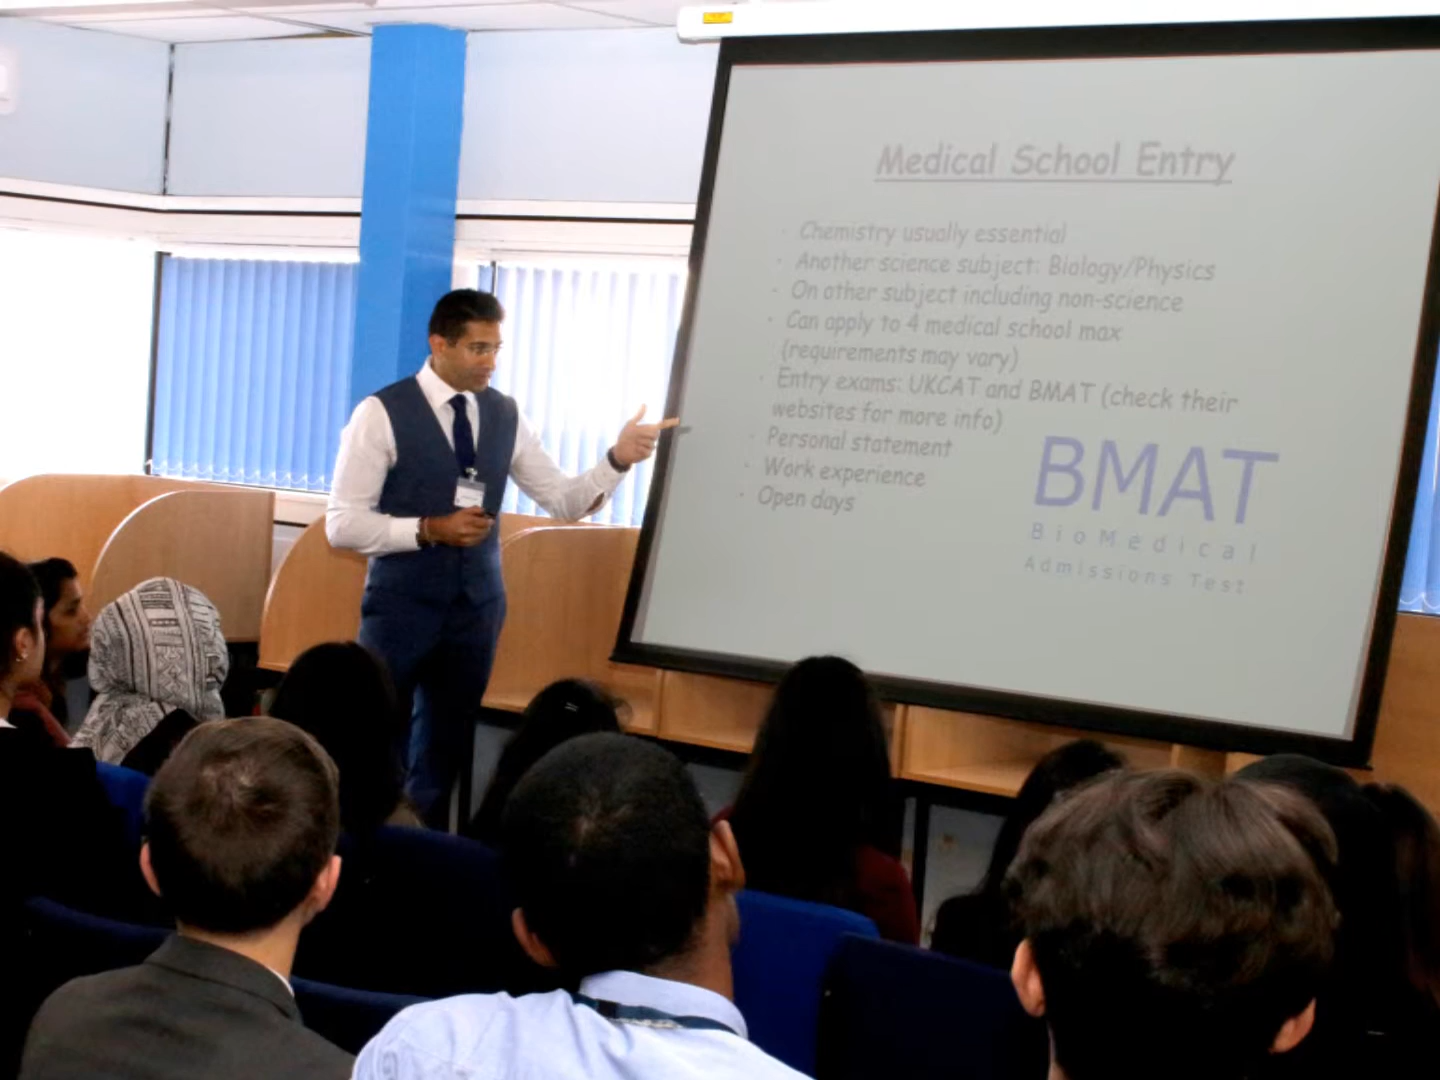 Medical School Entry
· Chemistry usually essential
· Another science subject: Biology/Physics
· On other subject including non-science
· Can apply to 4 medical school max
(requirements may vary)
· Entry exams: UKCAT and BMAT (check their
websites for more info)
· Personal statement
· Work experience
· Open days
BMAT
BioMedical
Admissions Test